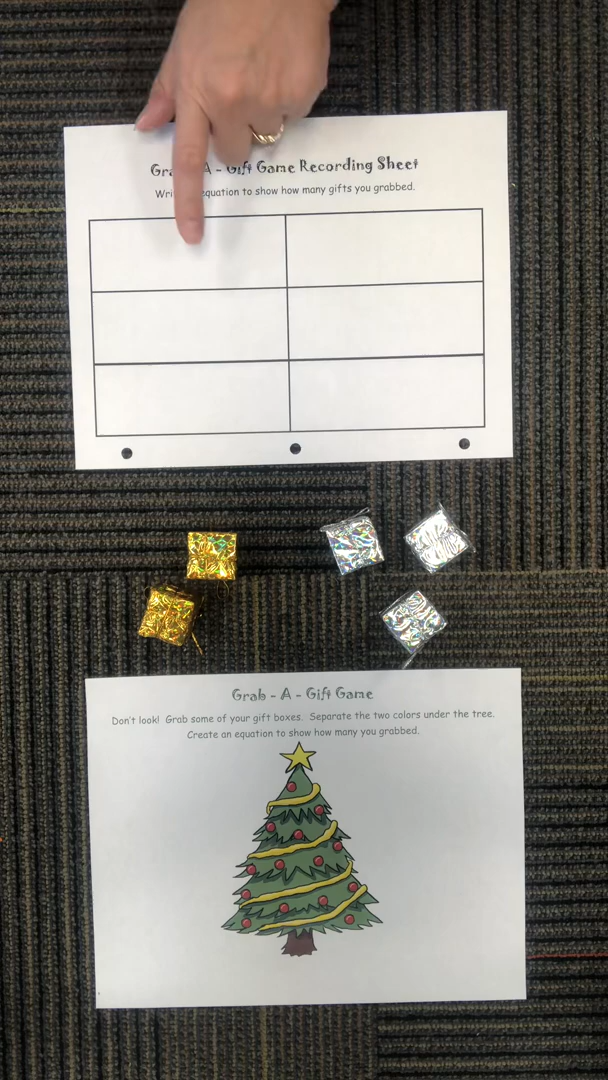 Gra A - Gift Game Recording Sheet
Wri equation to show how many gifts you grabbed.
Grab - A - Gift Game
Don't look! Grab some of your gift boxes. Separate the two colors under the tree.
Create an equation to show how many you grabbed.